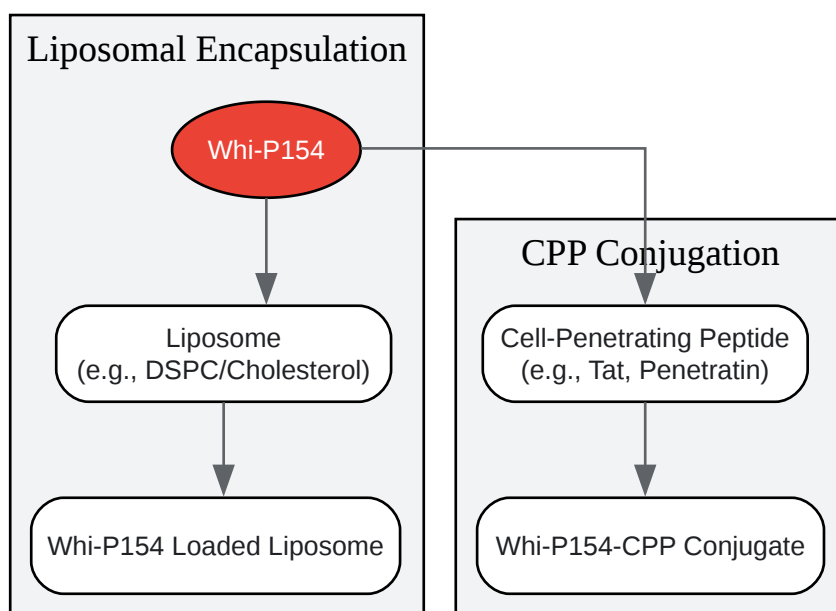 Liposomal Encapsulation
Whi-P154
Liposome
(e.g., DSPC/Cholesterol)
Whi-P154 Loaded Liposome
CPP Conjugation
Cell-Penetrating Peptide
(e.g., Tat, Penetratin)
Whi-P154-CPP Conjugate